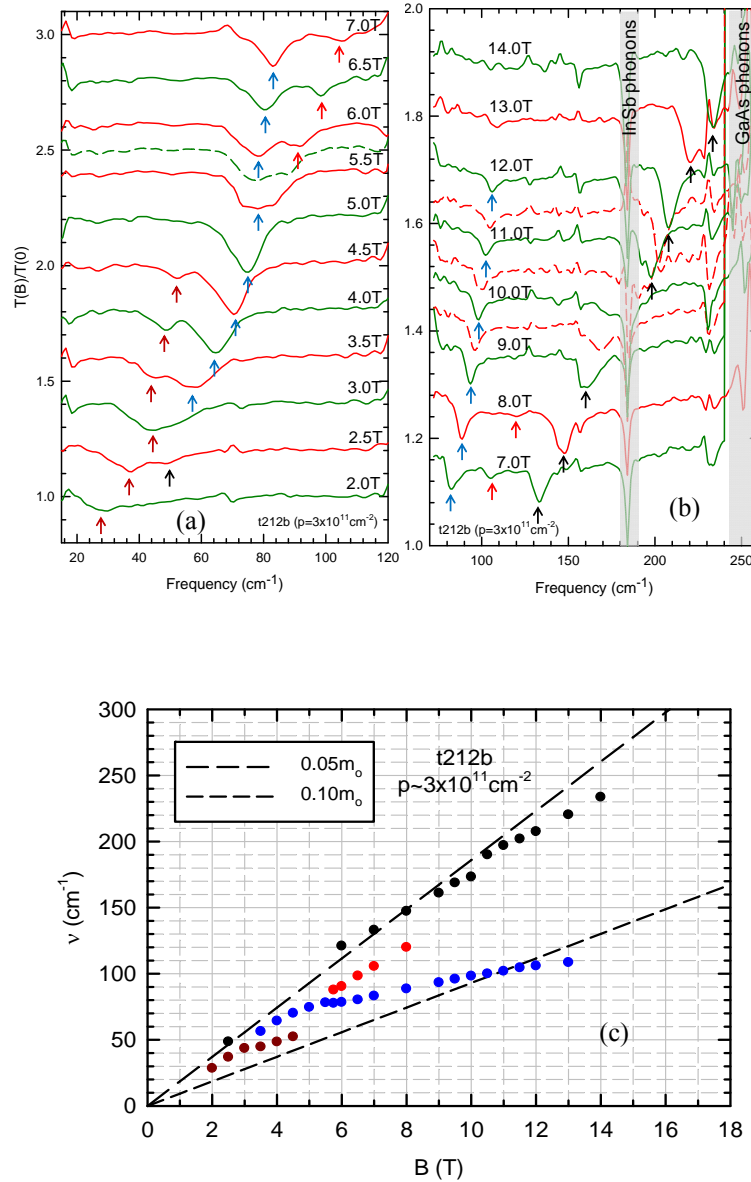 3.0
2.5
2.0
1.5
1.0
T(B)/T(0)
7.0T
6.5T
6.0T
5.5T
5.0T
4.5T
4.0T
3.5T
3.0T
2.5T
2.0T
(a)
t212b (p=3x10¹¹cm⁻²)
20 40 60 80 100 120
Frequency (cm⁻¹)
2.0
1.8
1.6
1.4
1.2
1.0
InSb phonons
GaAs phonons
14.0T
13.0T
12.0T
11.0T
10.0T
9.0T
8.0T
7.0T
(b)
t212b (p=3x10¹¹cm⁻²)
100 150 200 250
Frequency (cm⁻¹)
300
250
200
150
100
50
0
ν (cm⁻¹)
0.05mₒ
0.10mₒ
t212b
p~3x10¹¹cm⁻²
(c)
0 2 4 6 8 10 12 14 16 18
B (T)